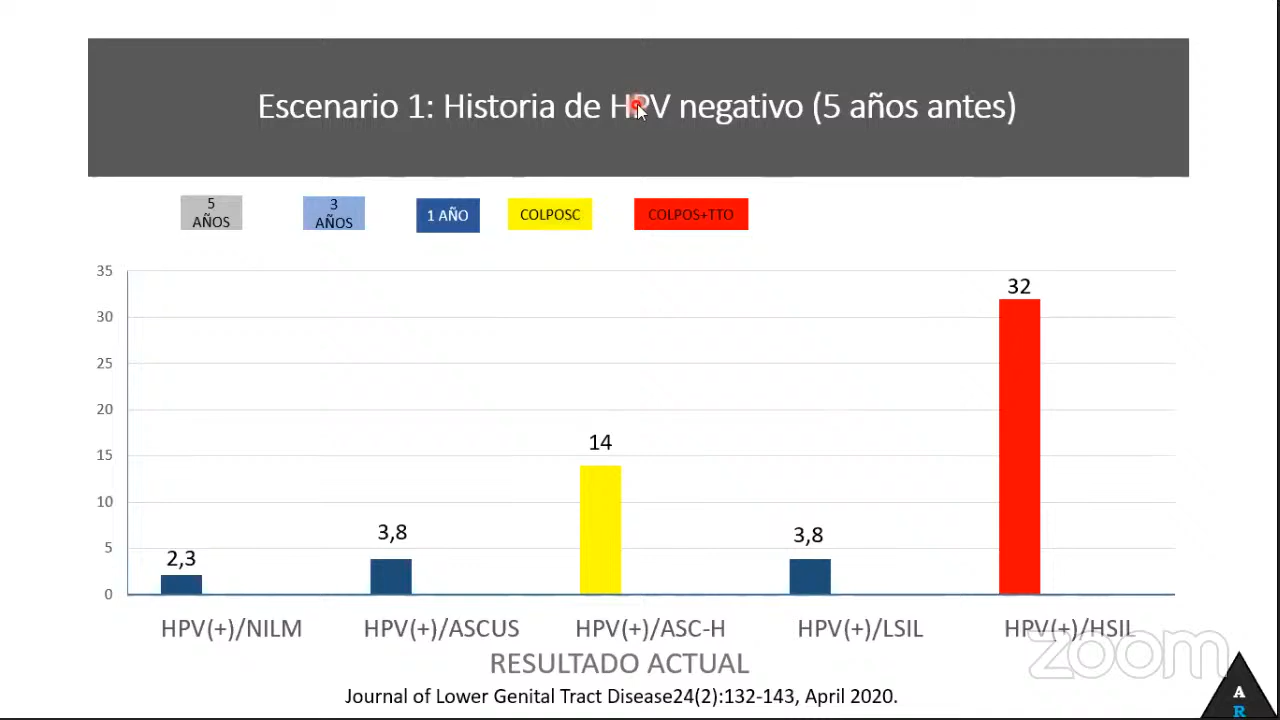 Escenario 1: Historia de HPV negativo (5 años antes)
5 AÑOS
3 AÑOS
1 AÑO
COLPOSC
COLPOS+TTO
35
30
25
20
15
10
5
0
2,3
3,8
14
3,8
32
HPV(+)/NILM
HPV(+)/ASCUS
HPV(+)/ASC-H
HPV(+)/LSIL
HPV(+)/HSIL
RESULTADO ACTUAL
zoom
Journal of Lower Genital Tract Disease24(2):132-143, April 2020.
A
R